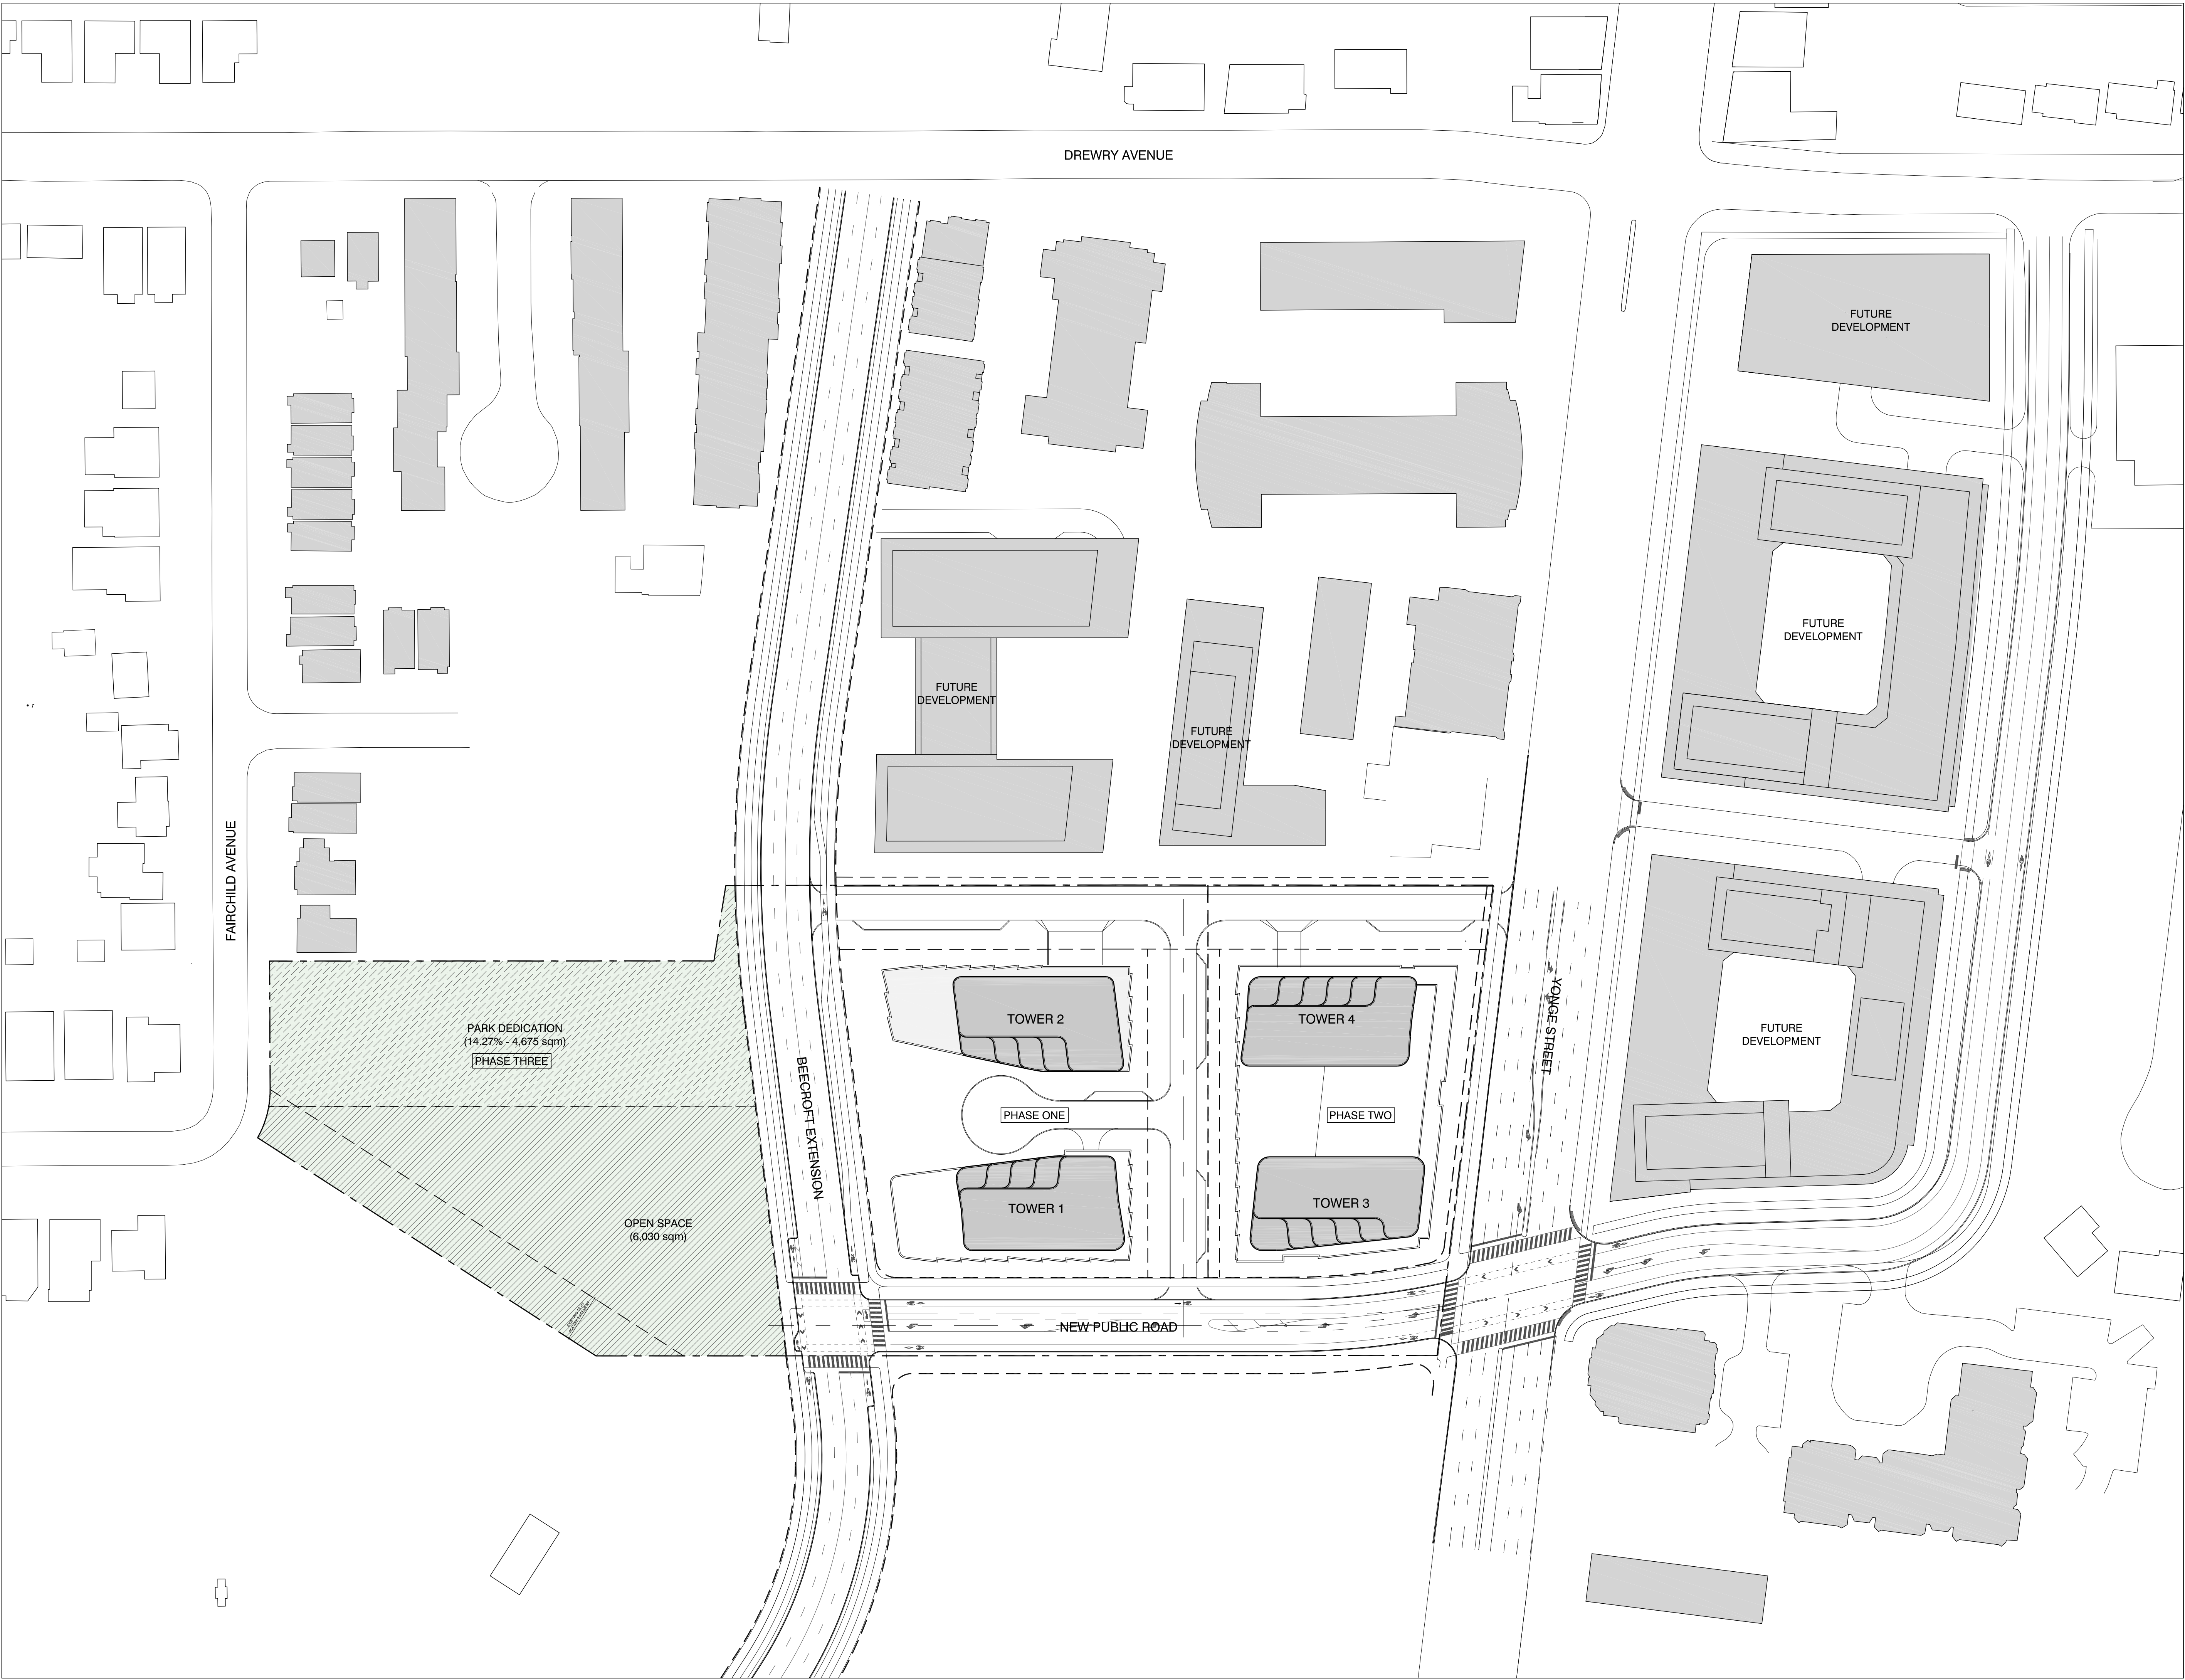 DREWRY AVENUE
FUTURE
DEVELOPMENT
FUTURE
DEVELOPMENT
FUTURE
DEVELOPMENT
FUTURE
DEVELOPMENT
FAIRCHILD AVENUE
PARK DEDICATION
(14.27% - 4,675 sqm)
PHASE THREE
BEECROFT EXTENSION
TOWER 2
TOWER 4
YONGE STREET
FUTURE
DEVELOPMENT
PHASE ONE
PHASE TWO
TOWER 1
TOWER 3
OPEN SPACE
(6,030 sqm)
NEW PUBLIC ROAD